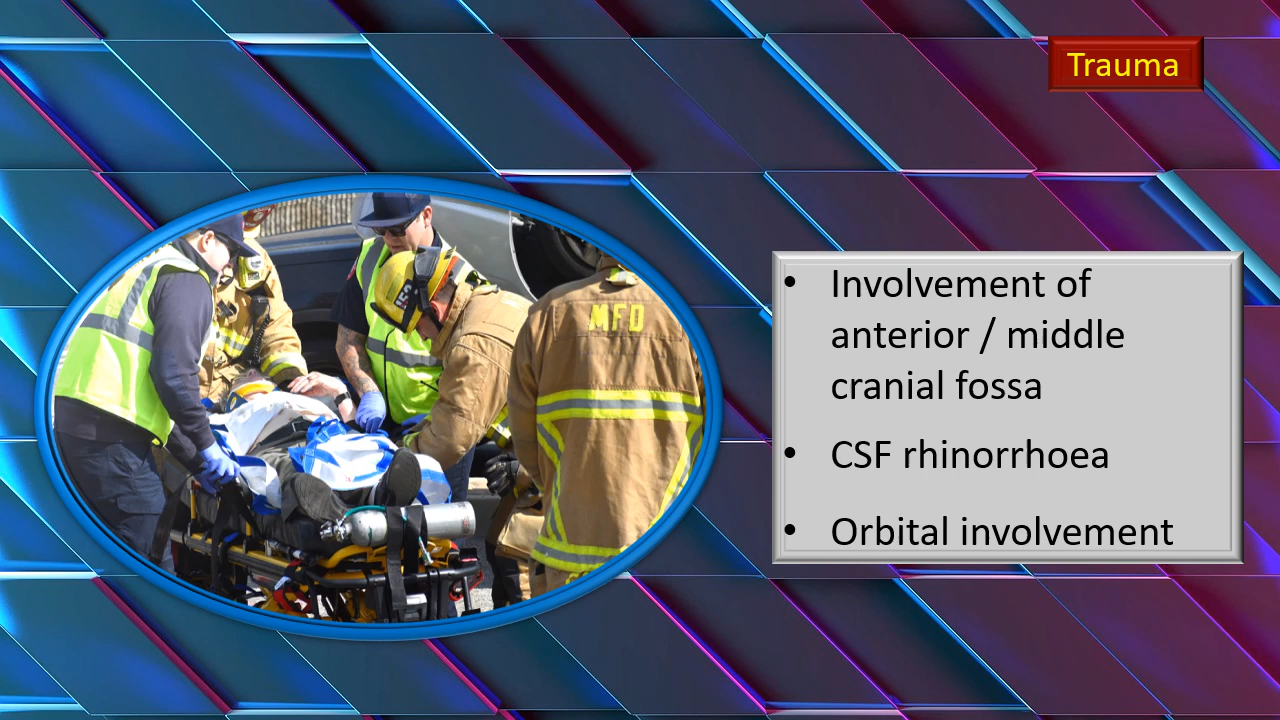 Trauma
MFD
• Involvement of
anterior / middle
cranial fossa
• CSF rhinorrhoea
• Orbital involvement